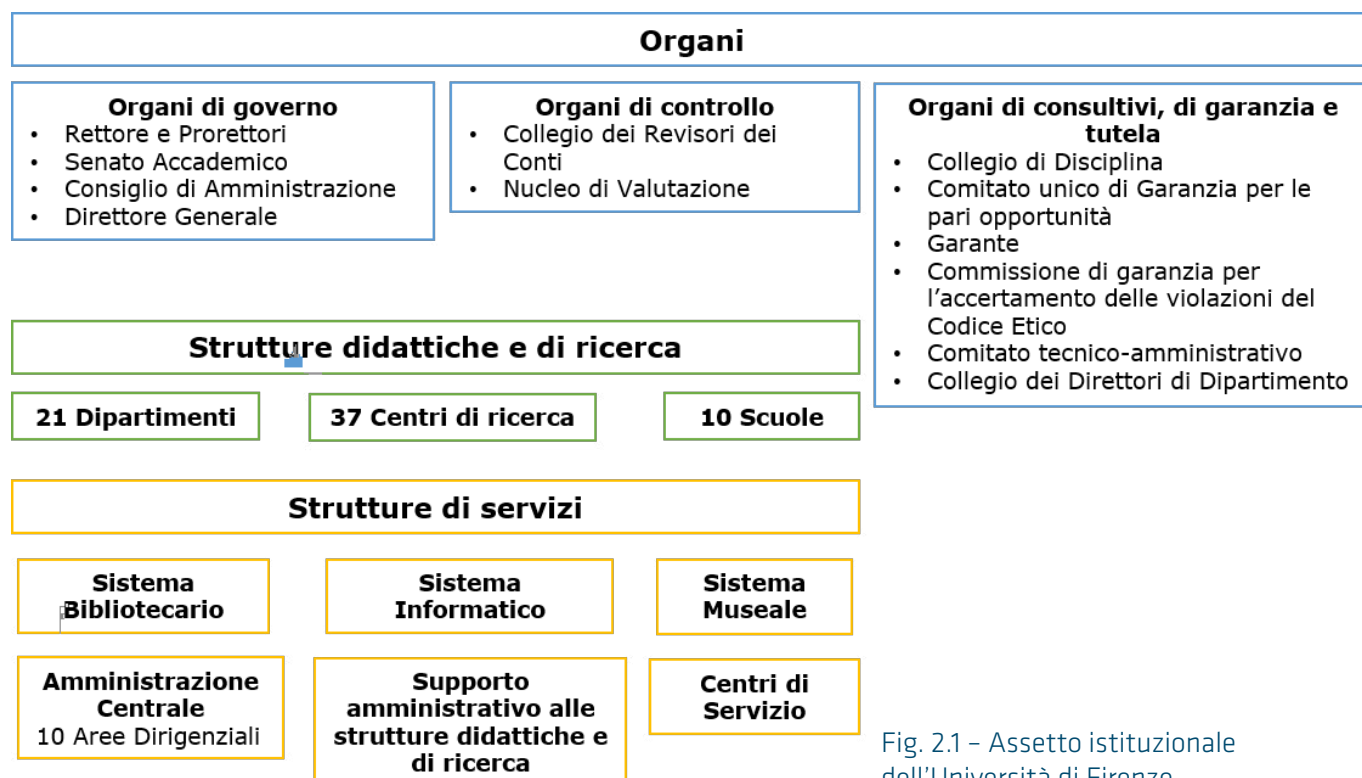 Organi
Organi di governo
• Rettore e Prorettori
• Senato Accademico
• Consiglio di Amministrazione
• Direttore Generale
Organi di controllo
• Collegio dei Revisori dei
Conti
• Nucleo di Valutazione
Organi di consultivi, di garanzia e
tutela
• Collegio di Disciplina
• Comitato unico di Garanzia per le
pari opportunità
• Garante
• Commissione di garanzia per
l'accertamento delle violazioni del
Codice Etico
• Comitato tecnico-amministrativo
• Collegio dei Direttori di Dipartimento
Strutture didattiche e di ricerca
21 Dipartimenti
37 Centri di ricerca
10 Scuole
Strutture di servizi
Sistema
Bibliotecario
Sistema
Informatico
Sistema
Museale
Amministrazione
Centrale
10 Aree Dirigenziali
Supporto
amministrativo alle
strutture didattiche e
di ricerca
Centri di
Servizio
Fig. 2.1 – Assetto istituzionale
dell'Università di Firenze